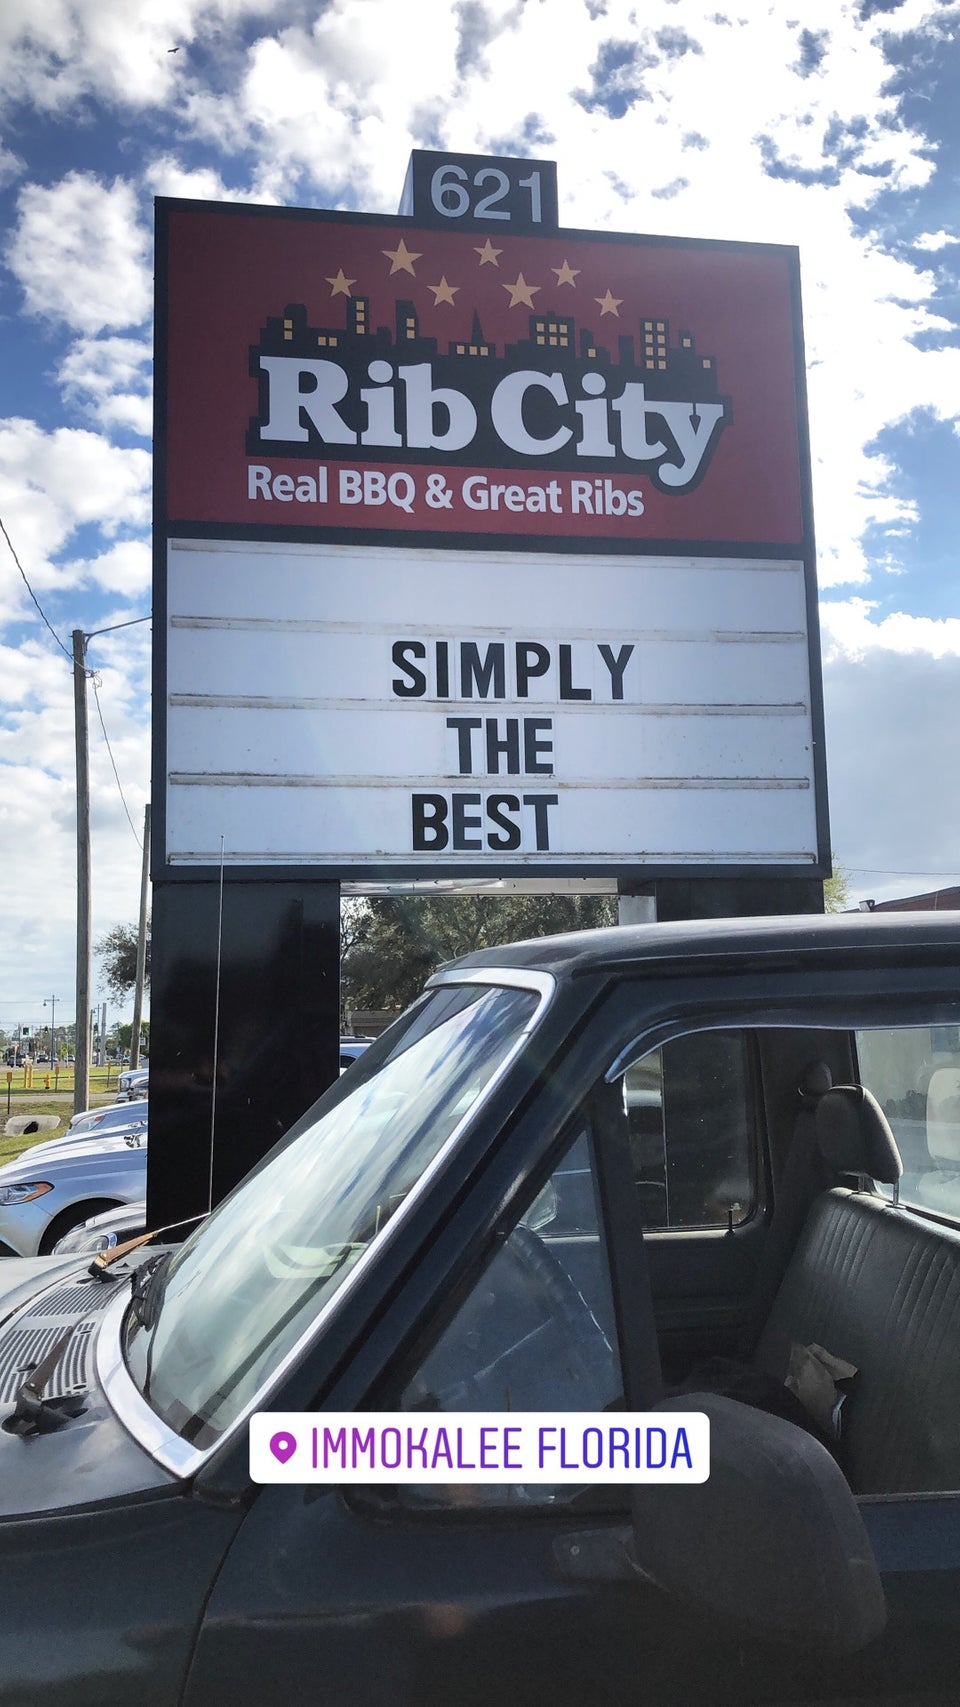 621
Rib City
Real BBQ & Great Ribs
SIMPLY
THE
BEST
IMMOKALEE FLORIDA